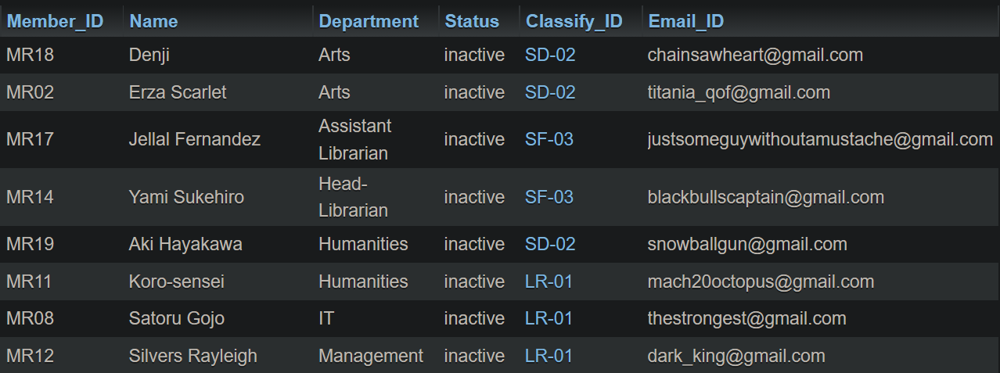 Member_ID Name Department Status Classify_ID Email_ID
MR18 Denji Arts inactive SD-02 chainsawheart@gmail.com
MR02 Erza Scarlet Arts inactive SD-02 titania_qof@gmail.com
MR17 Jellal Fernandez Assistant Librarian inactive SF-03 justsomeguywithoutamustache@gmail.com
MR14 Yami Sukehiro Head-Librarian inactive SF-03 blackbullscaptain@gmail.com
MR19 Aki Hayakawa Humanities inactive SD-02 snowballgun@gmail.com
MR11 Koro-sensei Humanities inactive LR-01 mach20octopus@gmail.com
MR08 Satoru Gojo IT inactive LR-01 thestrongest@gmail.com
MR12 Silvers Rayleigh Management inactive LR-01 dark_king@gmail.com